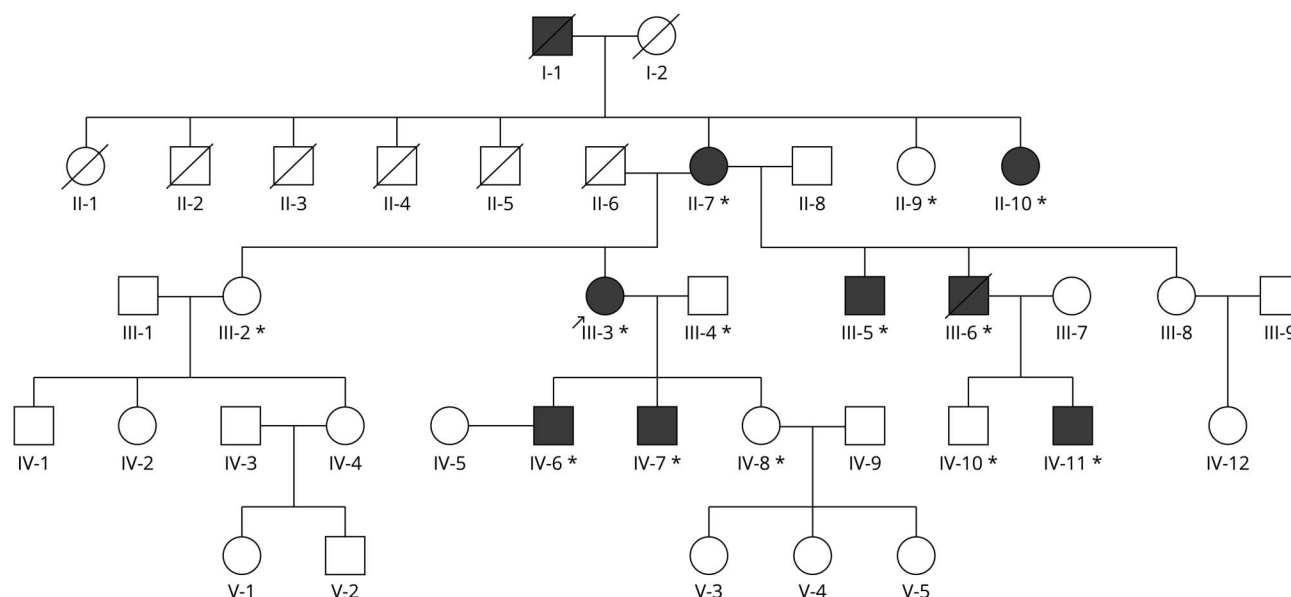 I-1 I-2
II-1 II-2 II-3 II-4 II-5 II-6 II-7 * II-8 II-9 * II-10 *
III-1 III-2 * III-3 * III-4 * III-5 * III-6 * III-7 III-8 III-9
IV-1 IV-2 IV-3 IV-4 IV-5 IV-6 * IV-7 * IV-8 * IV-9 IV-10 * IV-11 * IV-12
V-1 V-2 V-3 V-4 V-5